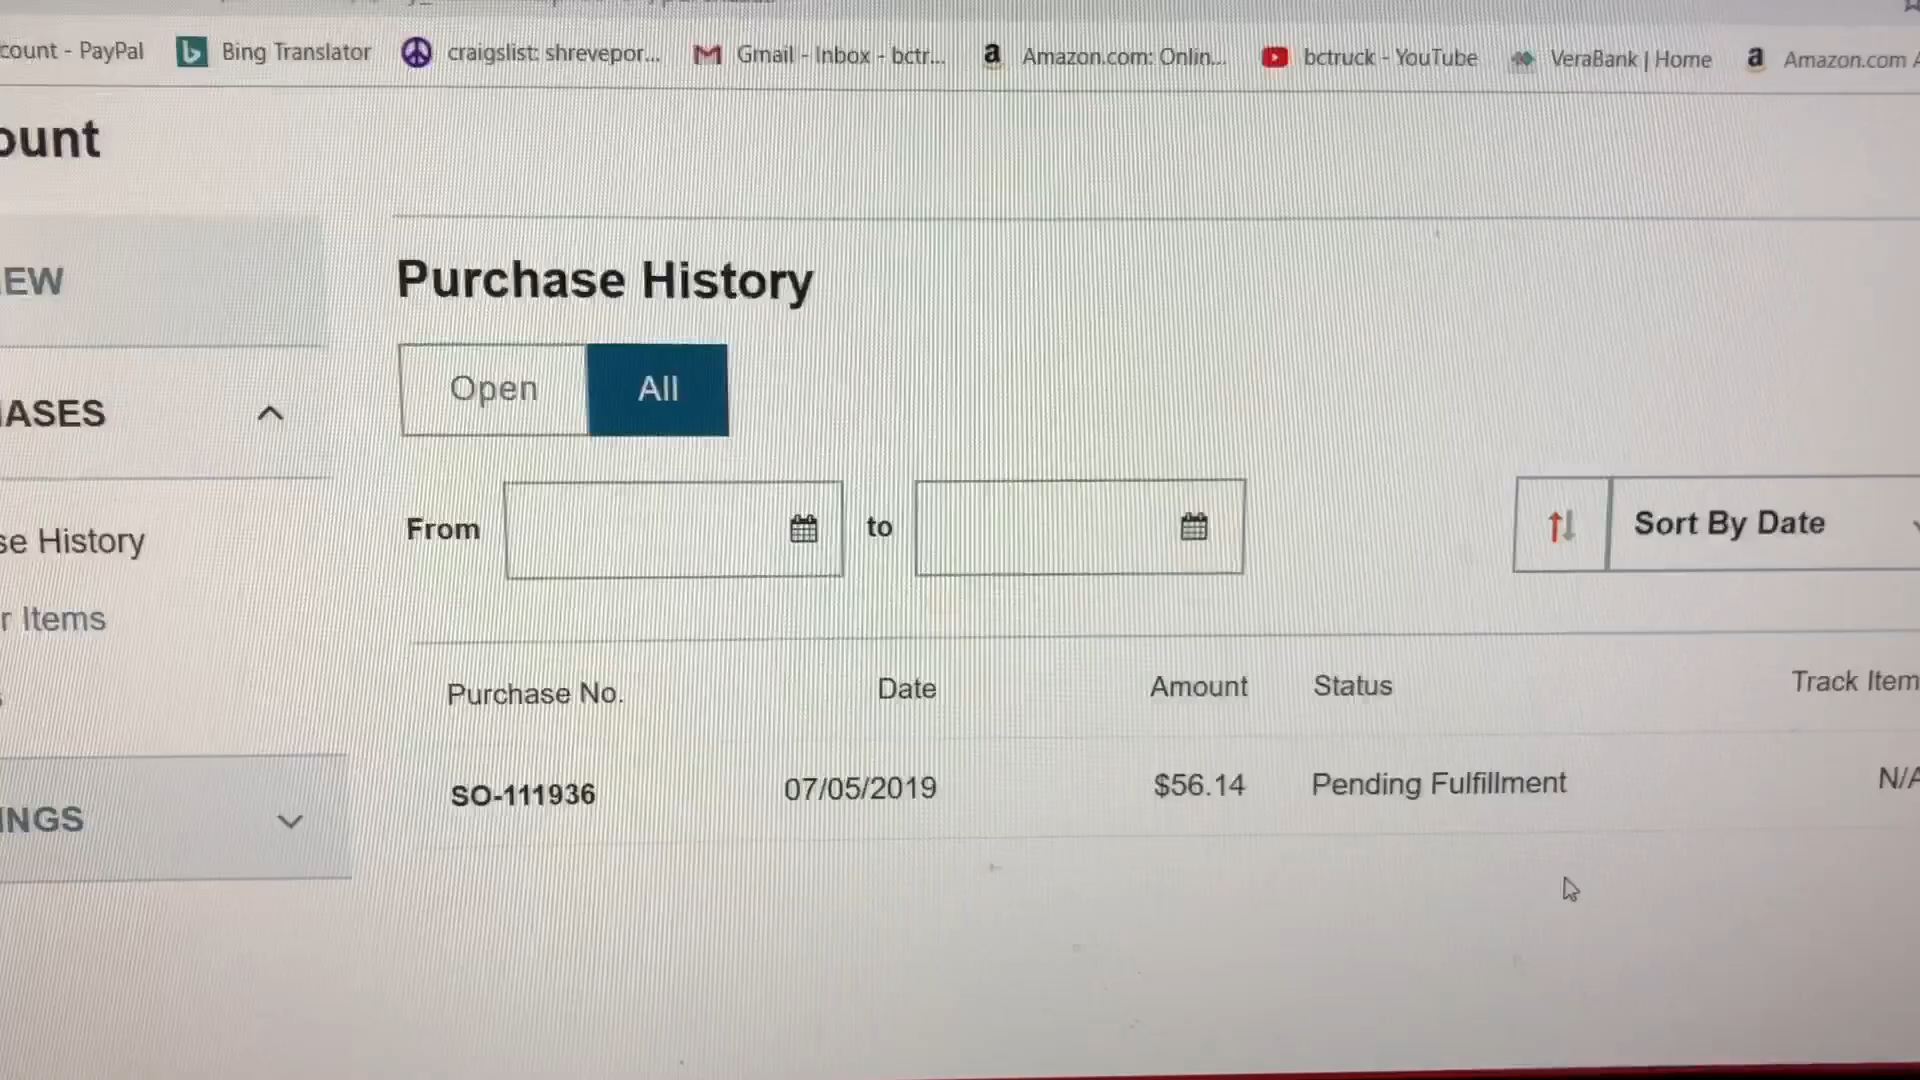 count - PayPal Bing Translator craigslist: shrevepor... Gmail - Inbox - bctr... Amazon.com: Onlin... bctruck - YouTube VeraBank | Home Amazon.com A
ount
EW
Purchase History
Open All
ASES
From to Sort By Date
se History
r Items
Purchase No. Date Amount Status Track Item
SO-111936 07/05/2019 $56.14 Pending Fulfillment N/A
INGS